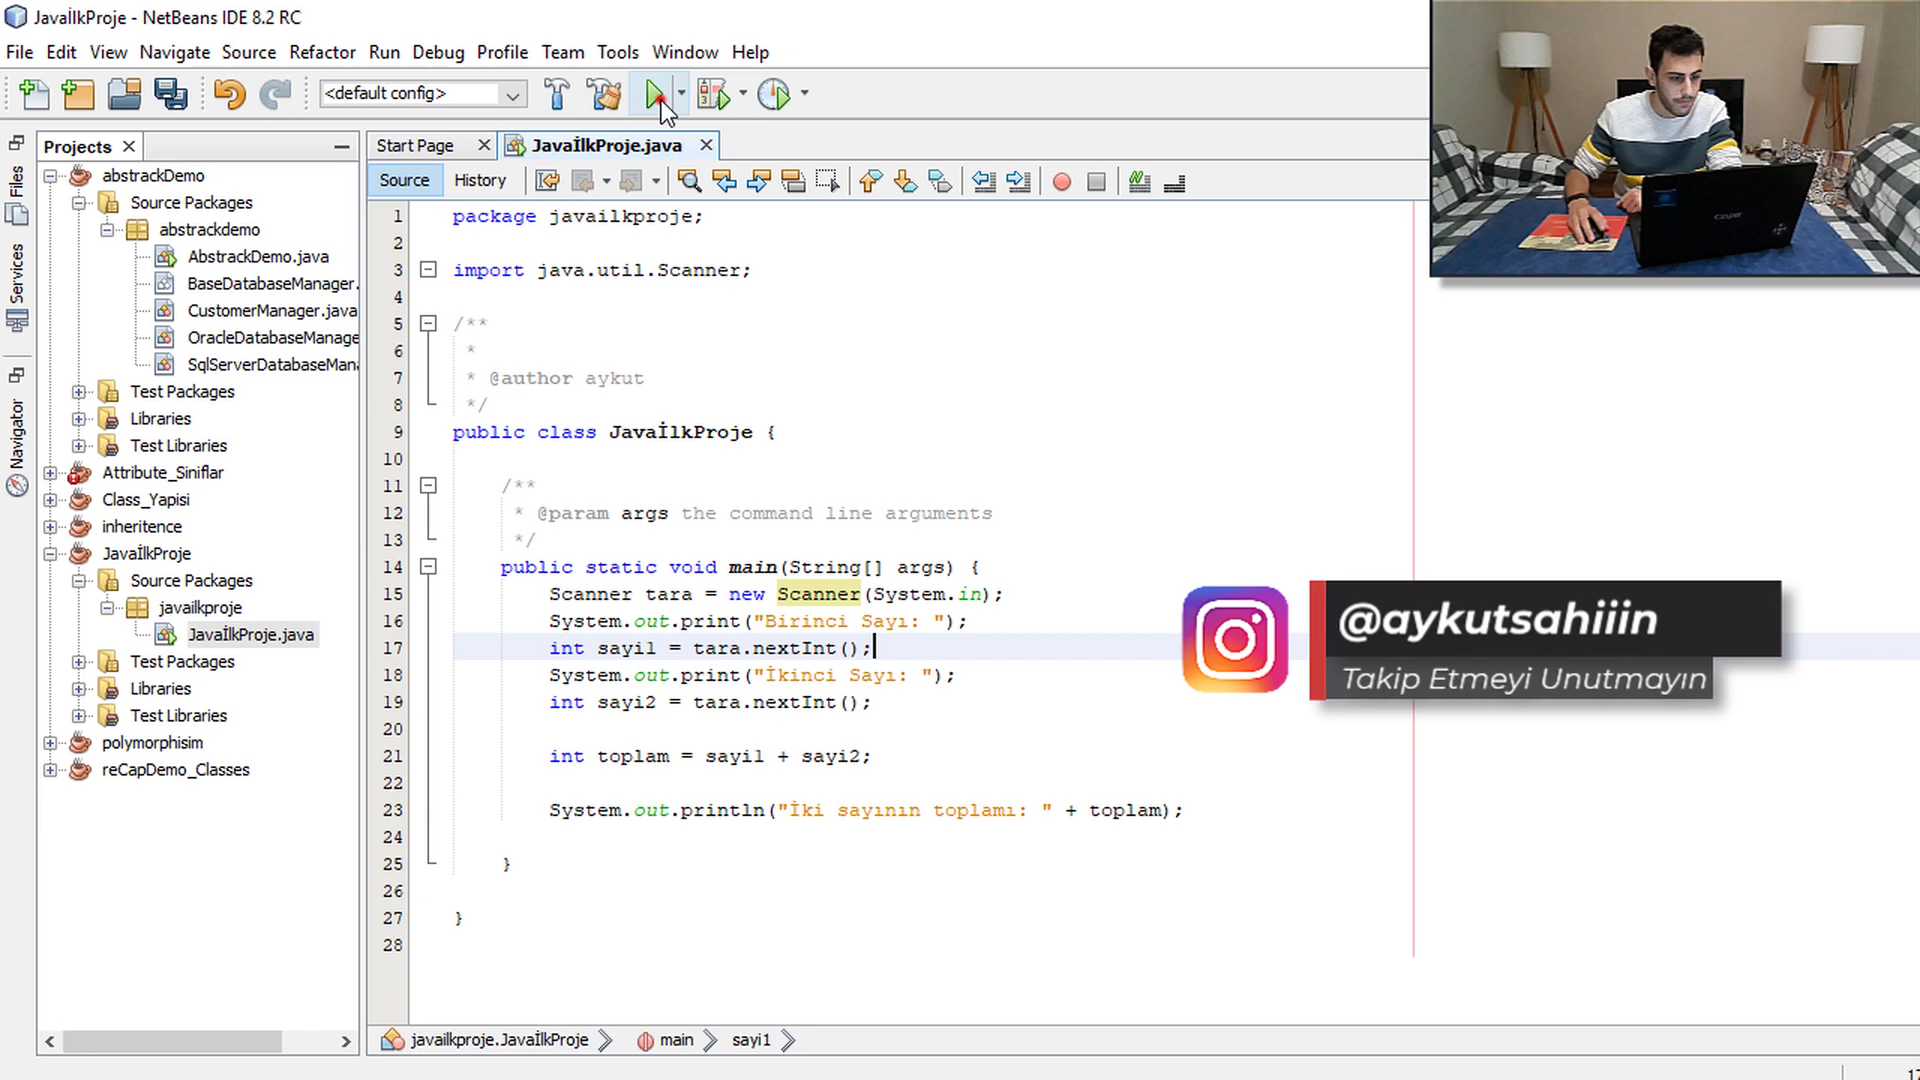 JavaİlkProje - NetBeans IDE 8.2 RC
File Edit View Navigate Source Refactor Run Debug Profile Team Tools Window Help
<default config>
Files
Services
Navigator
Projects
abstrackDemo
Source Packages
abstrackdemo
AbstrackDemo.java
BaseDatabaseManager.
CustomerManager.java
OracleDatabaseManage
SqlServerDatabaseMan
Test Packages
Libraries
Test Libraries
Attribute_Siniflar
Class_Yapisi
inheritence
JavaİlkProje
Source Packages
javailkproje
JavaİlkProje.java
Test Packages
Libraries
Test Libraries
polymorphisim
reCapDemo_Classes
Start Page JavaİlkProje.java
Source History
1 package javailkproje;
2
3 import java.util.Scanner;
4
5 /**
6 *
7 * @author aykut
8 */
9 public class JavaİlkProje {
10
11 /**
12 * @param args the command line arguments
13 */
14 public static void main(String[] args) {
15 Scanner tara = new Scanner(System.in);
16 System.out.print("Birinci Sayı: ");
17 int sayi1 = tara.nextInt();
18 System.out.print("İkinci Sayı: ");
19 int sayi2 = tara.nextInt();
20
21 int toplam = sayi1 + sayi2;
22
23 System.out.println("İki sayının toplamı: " + toplam);
24
25 }
26
27 }
28
@aykutsahiiin
Takip Etmeyi Unutmayın
Casper
javailkproje.JavaİlkProje main sayi1